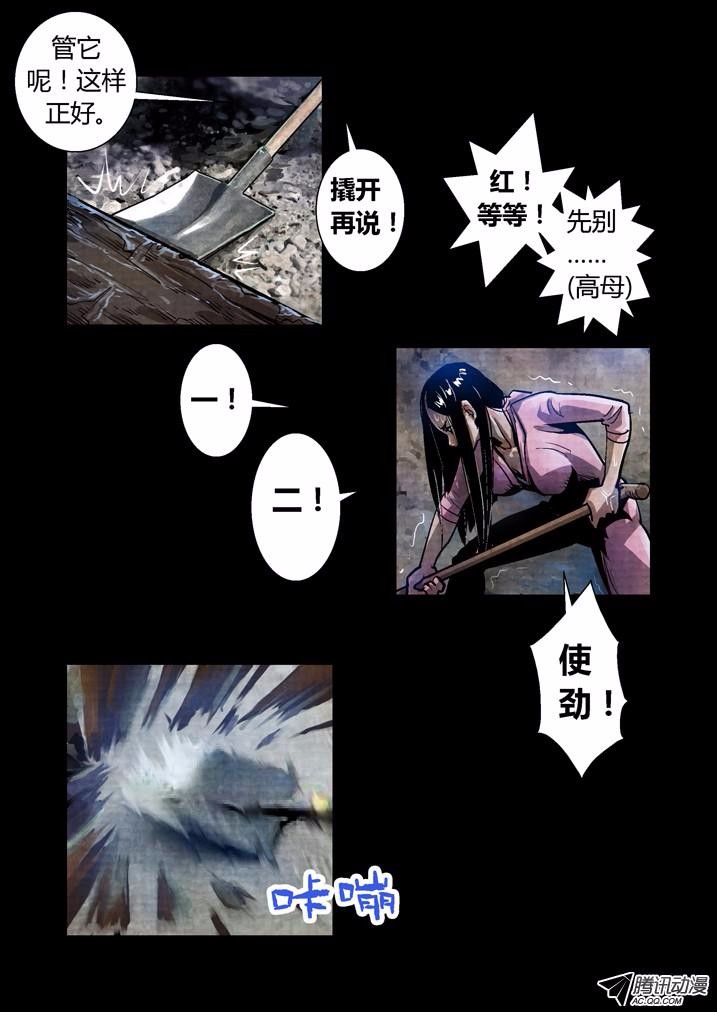 管它
呢！这样
正好。
撬开
再说！
红！
等等！
先别
……
(高母)
一！
二！
使
劲！
咔嘣
腾讯动漫
AC.QQ.COM